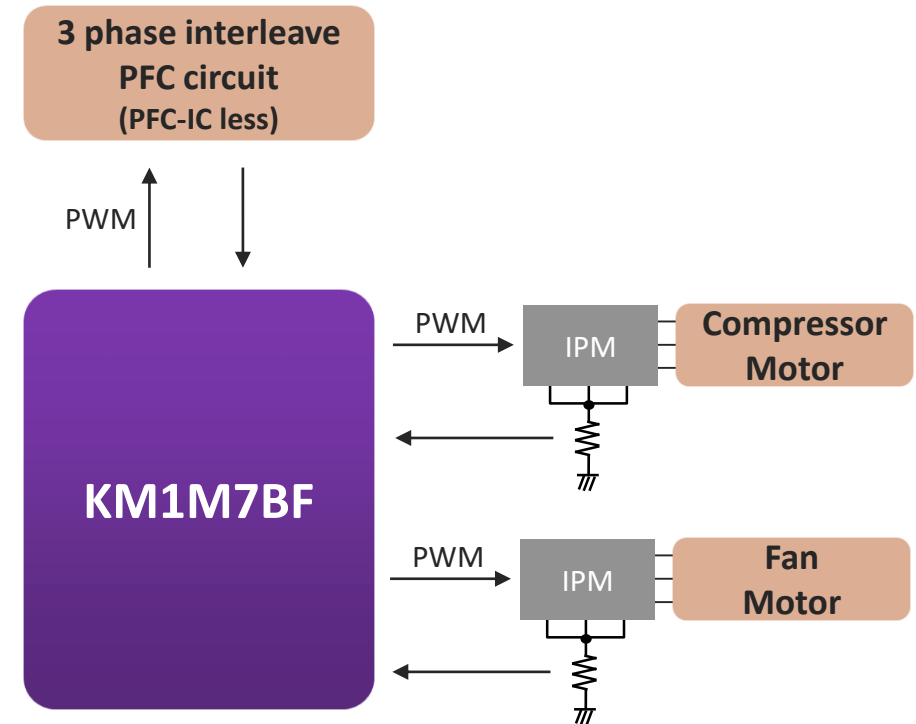 3 phase interleave
PFC circuit
(PFC-IC less)
PWM
KM1M7BF
PWM
IPM
Compressor
Motor
PWM
IPM
Fan
Motor